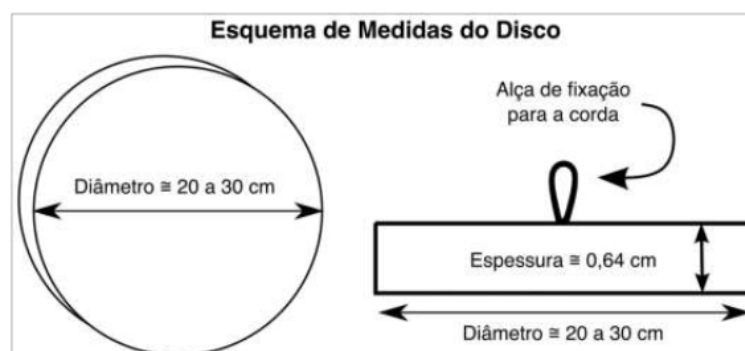 Esquema de Medidas do Disco
Diâmetro ≅ 20 a 30 cm
Alça de fixação
para a corda
Espessura ≅ 0,64 cm
Diâmetro ≅ 20 a 30 cm